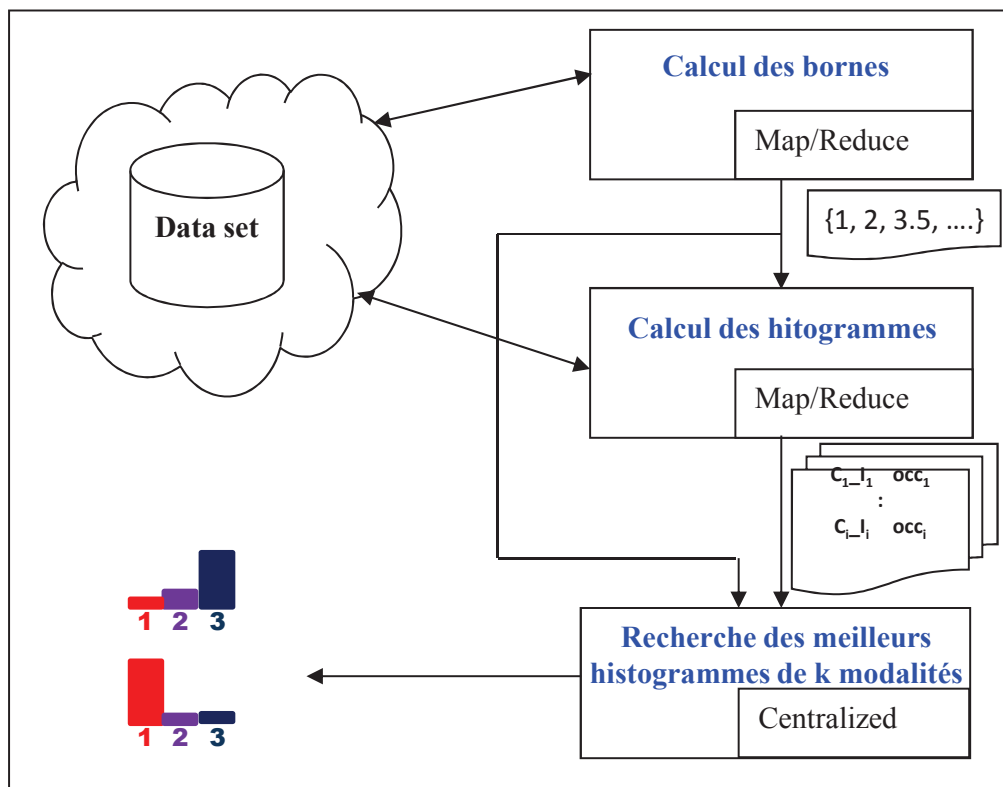 Calcul des bornes
Map/Reduce
Data set
{1, 2, 3.5, ....}
Calcul des hitogrammes
Map/Reduce
C₁_I₁ occ₁
:
Cᵢ_Iᵢ occᵢ
1 2 3
Recherche des meilleurs
histogrammes de k modalités
Centralized
1 2 3